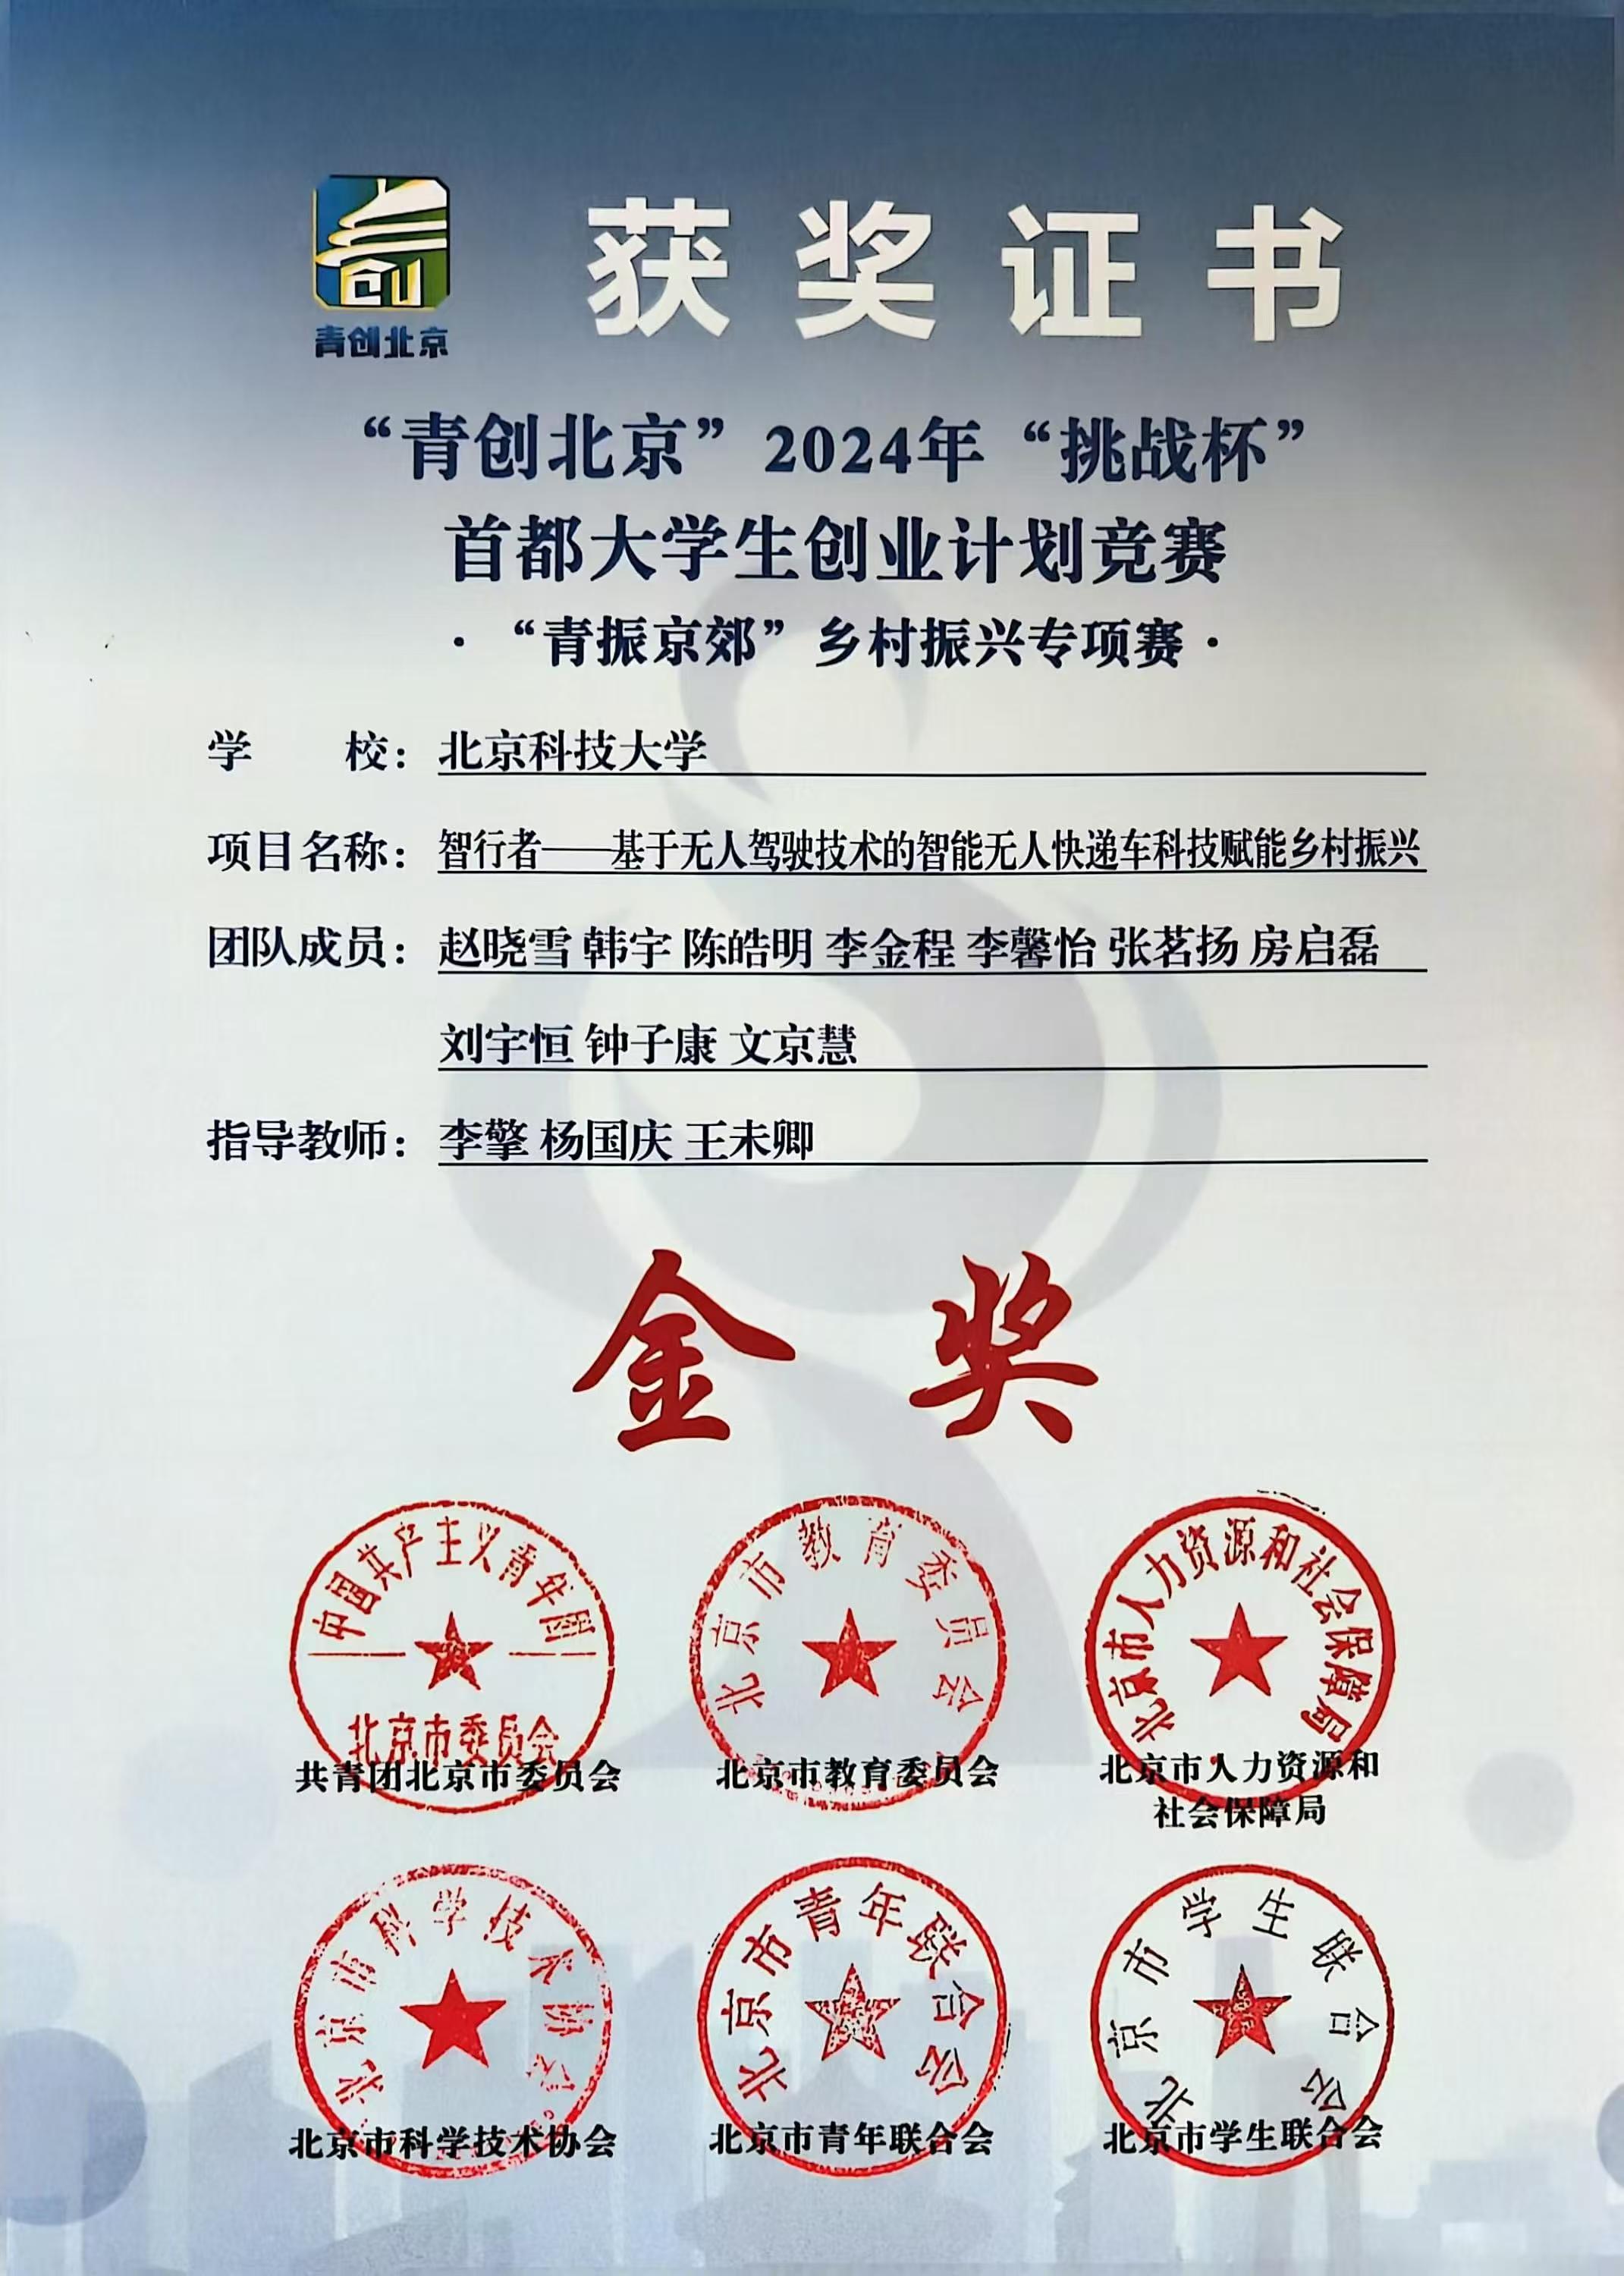 获奖证书
青创北京
“青创北京”2024年“挑战杯”
首都大学生创业计划竞赛
·“青振京郊”乡村振兴专项赛·
学 校：北京科技大学
项目名称：智行者——基于无人驾驶技术的智能无人快递车科技赋能乡村振兴
团队成员：赵晓雪 韩宇 陈皓明 李金程 李馨怡 张茗扬 房启磊
刘宇恒 钟子康 文京慧
指导教师：李擎 杨国庆 王未卿
金奖
中国共产主义青年团
北京市委员会
共青团北京市委员会
北京市教育委员会
北京市教育委员会
北京市人力资源和社会保障局
北京市人力资源和
社会保障局
北京市科学技术协会
北京市科学技术协会
北京市青年联合会
北京市青年联合会
北京市学生联合会
北京市学生联合会